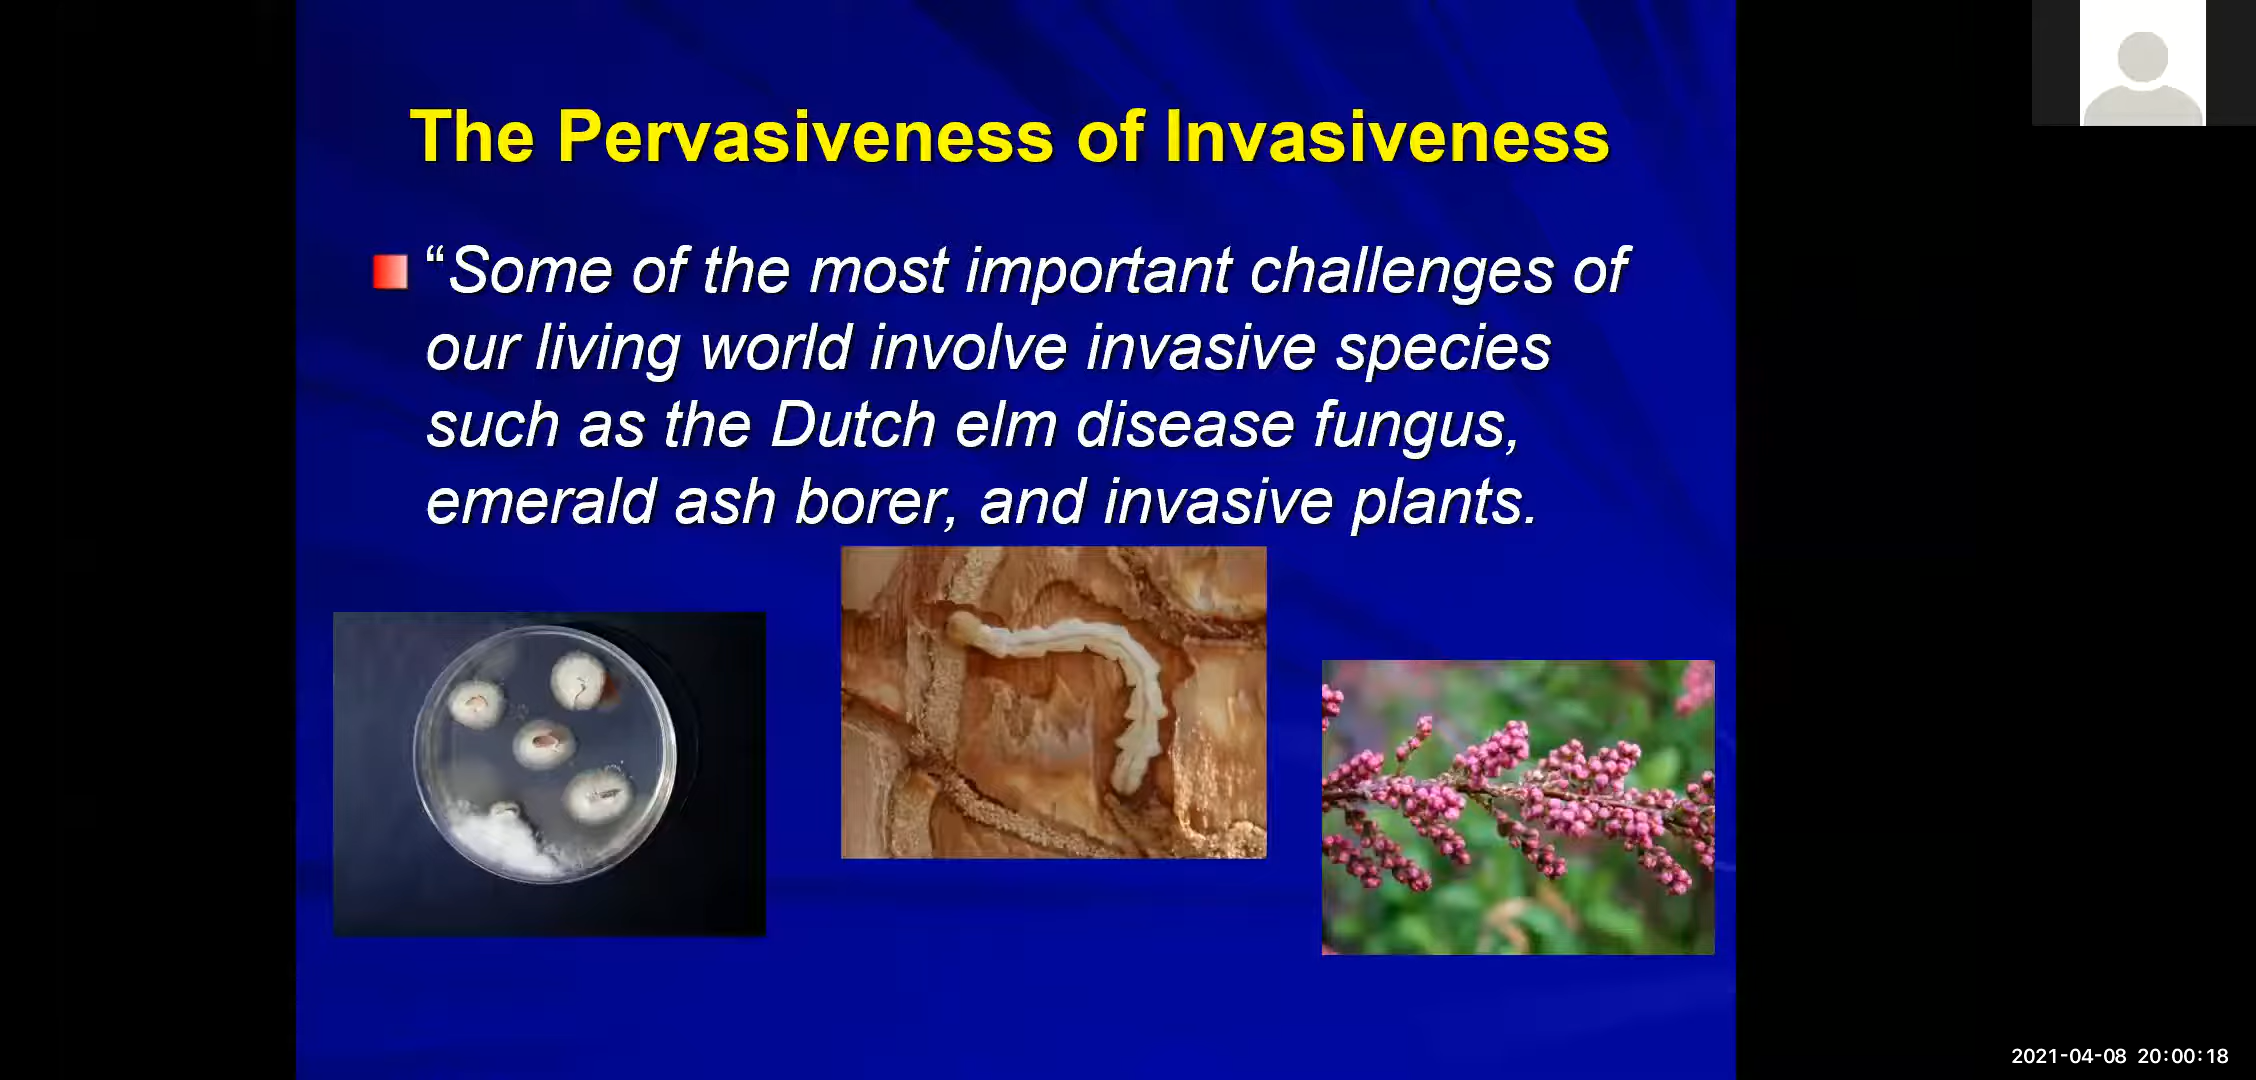 The Pervasiveness of Invasiveness
“Some of the most important challenges of
our living world involve invasive species
such as the Dutch elm disease fungus,
emerald ash borer, and invasive plants.
2021-04-08 20:00:18